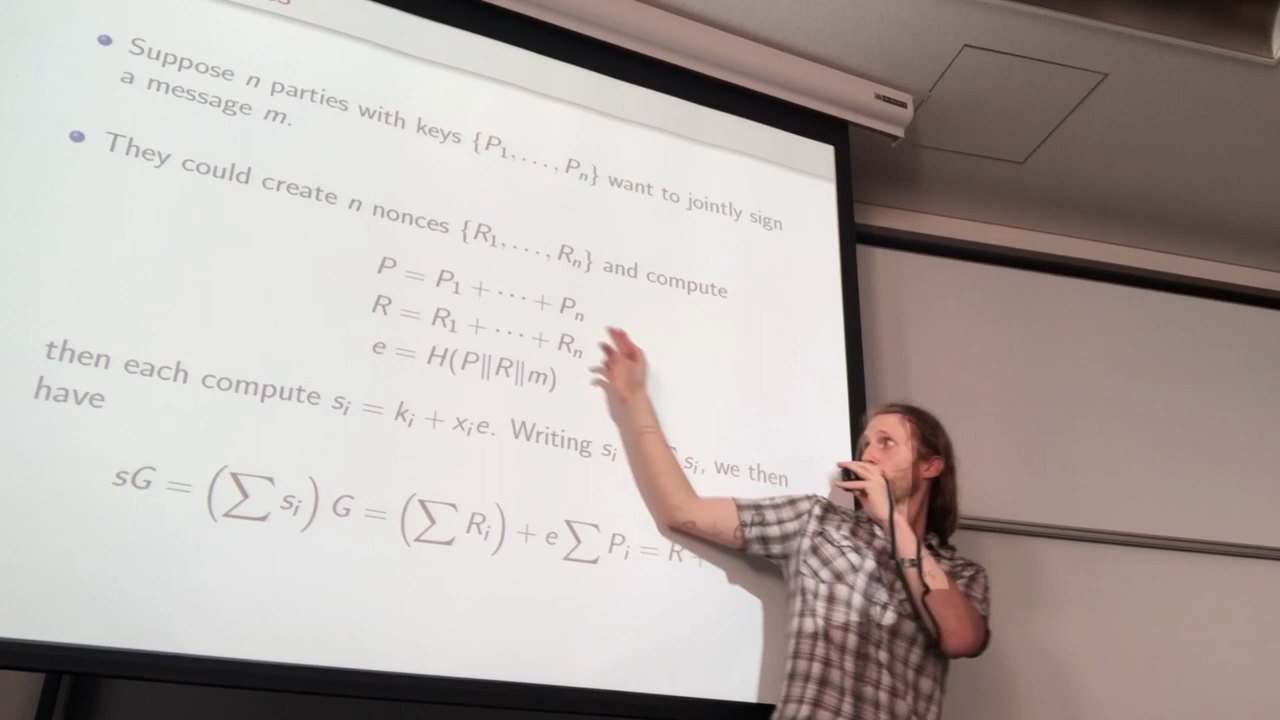 Suppose n parties with keys {P₁, . . . , Pₙ} want to jointly sign
a message m.
They could create n nonces {R₁, . . . , Rₙ} and compute
P = P₁ + ⋯ + Pₙ
R = R₁ + ⋯ + Rₙ
e = H(P‖R‖m)
then each compute sᵢ = kᵢ + xᵢe. Writing sᵢ sᵢ, we then
have
sG = (∑ sᵢ) G = (∑ Rᵢ) + e ∑ Pᵢ = R +